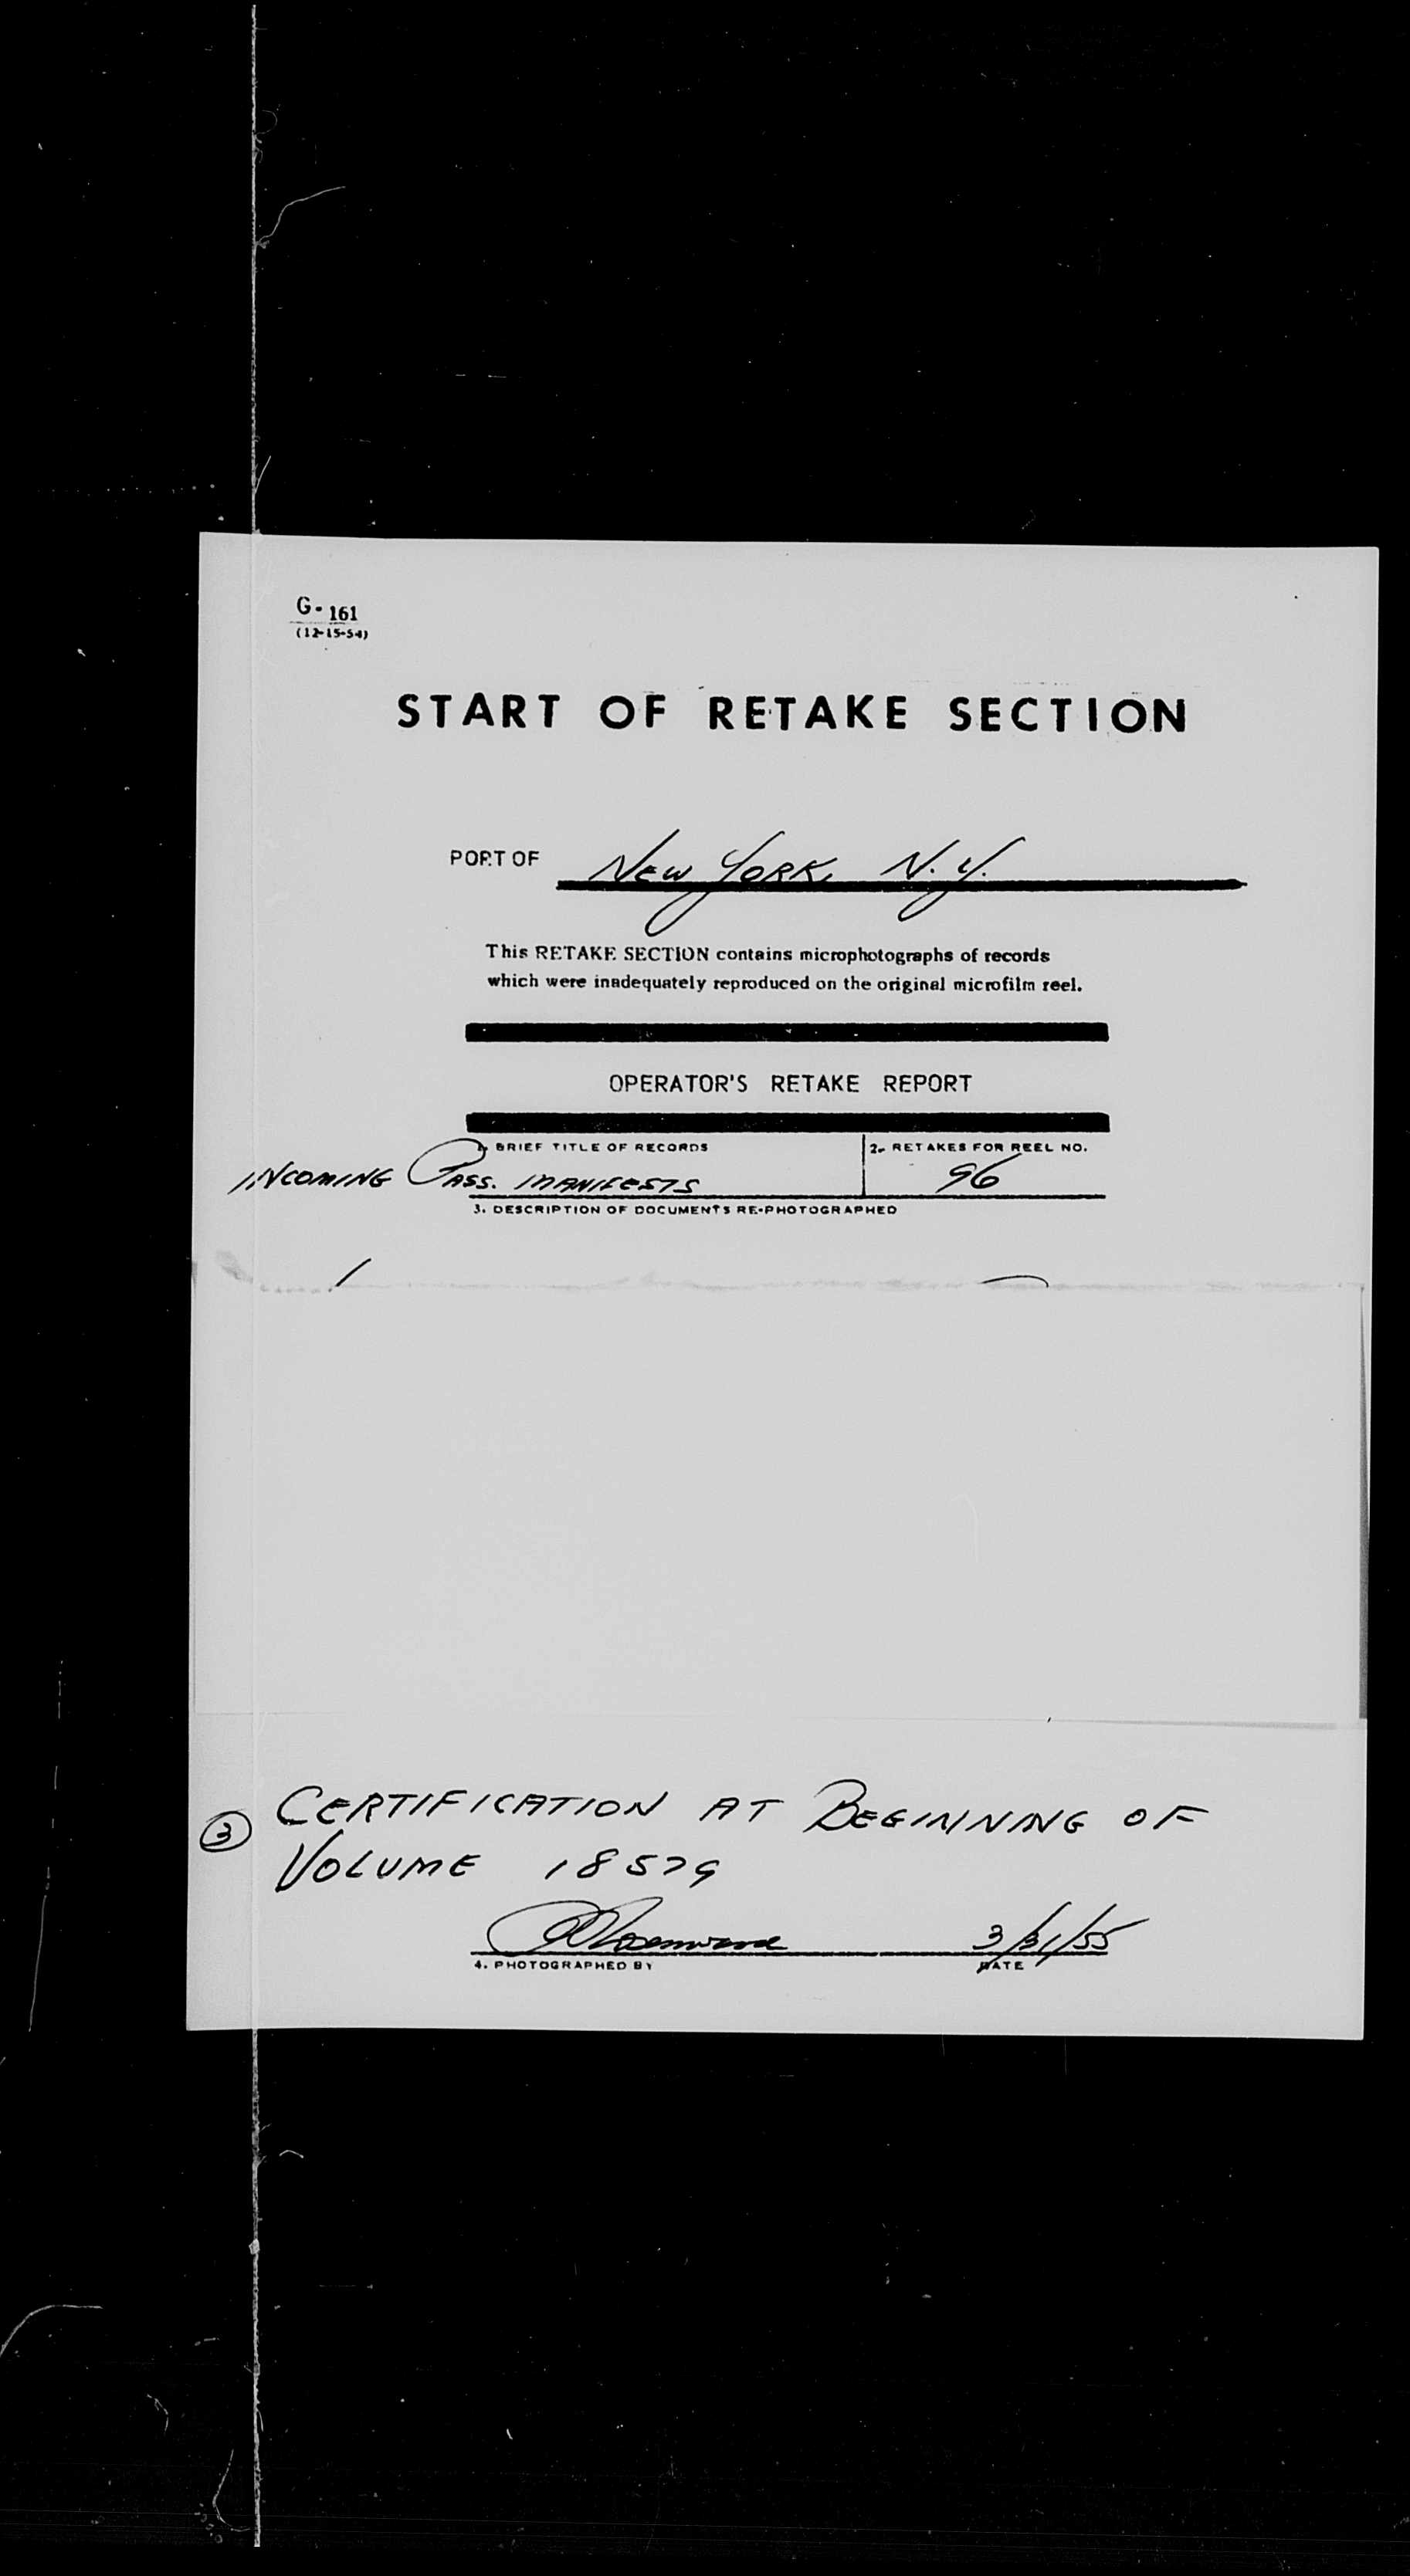 G-161
(12-15-54)
START OF RETAKE SECTION
PORT OF NEW YORK, N.Y.
This RETAKE SECTION contains microphotographs of records
which were inadequately reproduced on the original microfilm reel.
OPERATOR'S RETAKE REPORT
1. BRIEF TITLE OF RECORDS 2. RETAKES FOR REEL NO.
INCOMING PASS. MANIFESTS 96
3. DESCRIPTION OF DOCUMENTS RE-PHOTOGRAPHED
③ CERTIFICATION AT BEGINNING OF
VOLUME 18579
3/31/55
4. PHOTOGRAPHED BY DATE